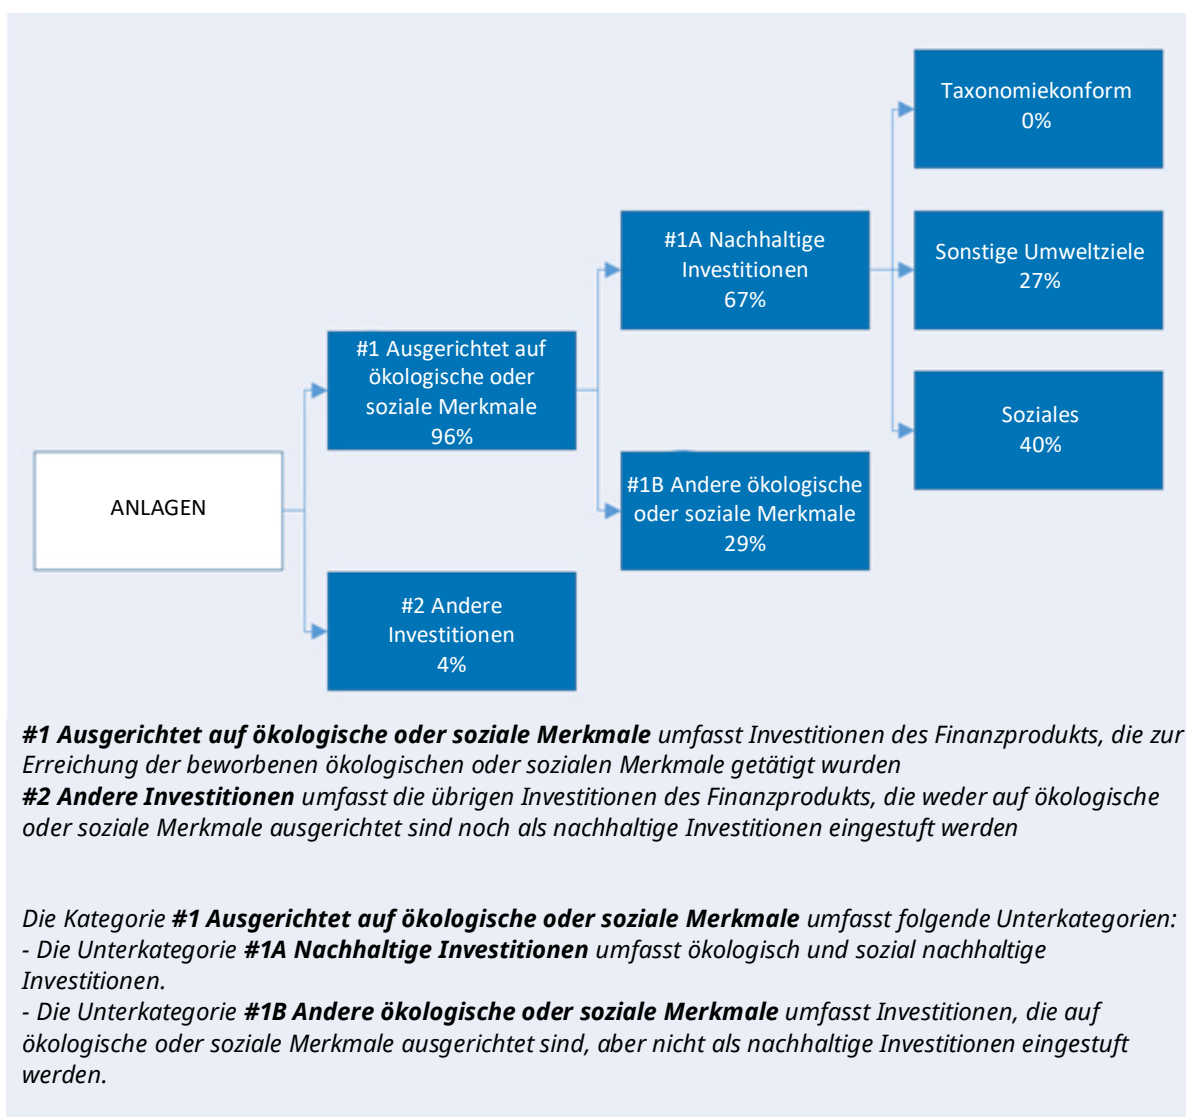 Taxonomiekonform
0%
#1A Nachhaltige
Investitionen
67%
Sonstige Umweltziele
27%
#1 Ausgerichtet auf
ökologische oder
soziale Merkmale
96%
Soziales
40%
ANLAGEN
#1B Andere ökologische
oder soziale Merkmale
29%
#2 Andere
Investitionen
4%
#1 Ausgerichtet auf ökologische oder soziale Merkmale umfasst Investitionen des Finanzprodukts, die zur
Erreichung der beworbenen ökologischen oder sozialen Merkmale getätigt wurden
#2 Andere Investitionen umfasst die übrigen Investitionen des Finanzprodukts, die weder auf ökologische
oder soziale Merkmale ausgerichtet sind noch als nachhaltige Investitionen eingestuft werden
Die Kategorie #1 Ausgerichtet auf ökologische oder soziale Merkmale umfasst folgende Unterkategorien:
- Die Unterkategorie #1A Nachhaltige Investitionen umfasst ökologisch und sozial nachhaltige
Investitionen.
- Die Unterkategorie #1B Andere ökologische oder soziale Merkmale umfasst Investitionen, die auf
ökologische oder soziale Merkmale ausgerichtet sind, aber nicht als nachhaltige Investitionen eingestuft
werden.